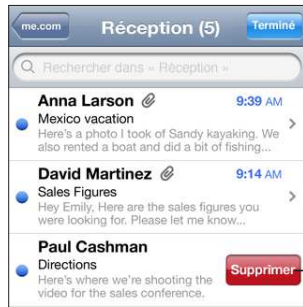 me.com Réception (5) Terminé
Rechercher dans « Réception »
Anna Larson 9:39 AM
Mexico vacation
Here's a photo I took of Sandy kayaking. We
also rented a boat and did a bit of fishing...
David Martinez 9:14 AM
Sales Figures
Hey Emily, Here are the sales figures you
were looking for. Please let me know...
Paul Cashman
Directions
Here's where we're shooting the
video for the sales conference.
Supprimer